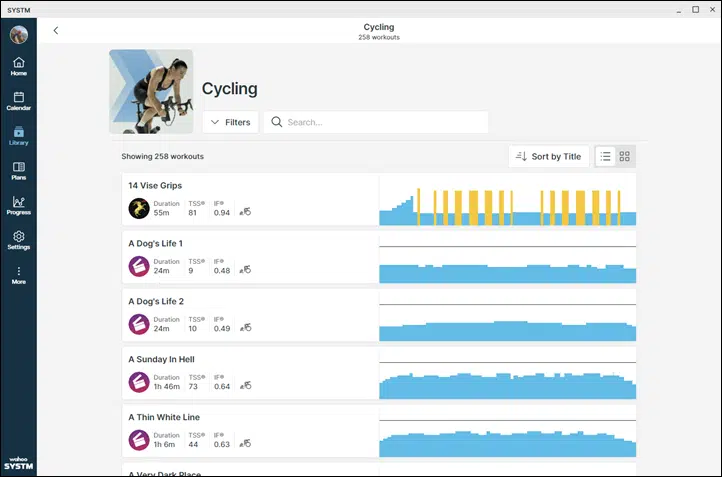 SYSTM
Cycling
258 workouts
Home
Calendar
Library
Plans
Progress
Settings
More
wahoo
SYSTM
Cycling
Filters
Search...
Showing 258 workouts
Sort by Title
14 Vise Grips
Duration TSS® IF®
55m 81 0.94
A Dog's Life 1
Duration TSS® IF®
24m 9 0.48
A Dog's Life 2
Duration TSS® IF®
24m 10 0.49
A Sunday In Hell
Duration TSS® IF®
1h 46m 73 0.64
A Thin White Line
Duration TSS® IF®
1h 6m 44 0.63
A Very Dark Place